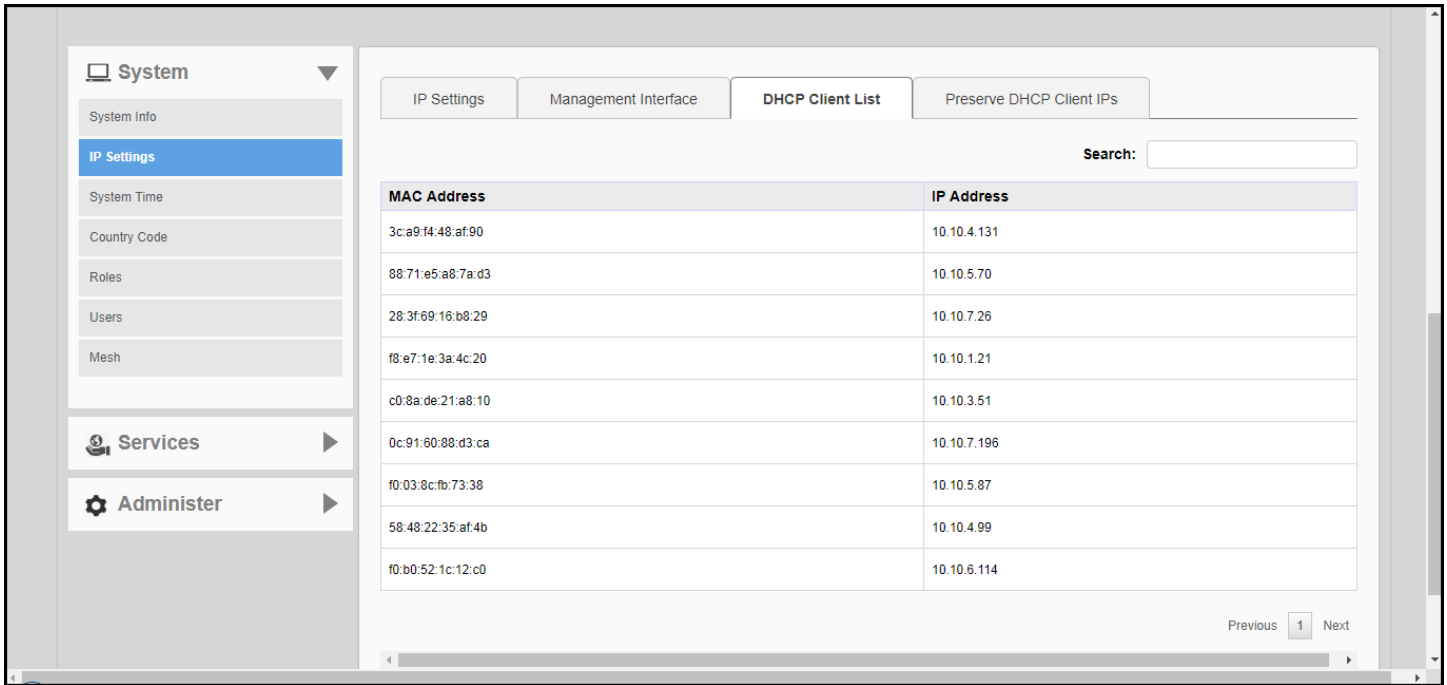 System
System Info
IP Settings
System Time
Country Code
Roles
Users
Mesh
Services
Administer
IP Settings Management Interface DHCP Client List Preserve DHCP Client IPs
Search:
MAC Address IP Address
3c:a9:f4:48:af:90 10.10.4.131
88:71:e5:a8:7a:d3 10.10.5.70
28:3f:69:16:b8:29 10.10.7.26
f8:e7:1e:3a:4c:20 10.10.1.21
c0:8a:de:21:a8:10 10.10.3.51
0c:91:60:88:d3:ca 10.10.7.196
f0:03:8c:fb:73:38 10.10.5.87
58:48:22:35:af:4b 10.10.4.99
f0:b0:52:1c:12:c0 10.10.6.114
Previous 1 Next